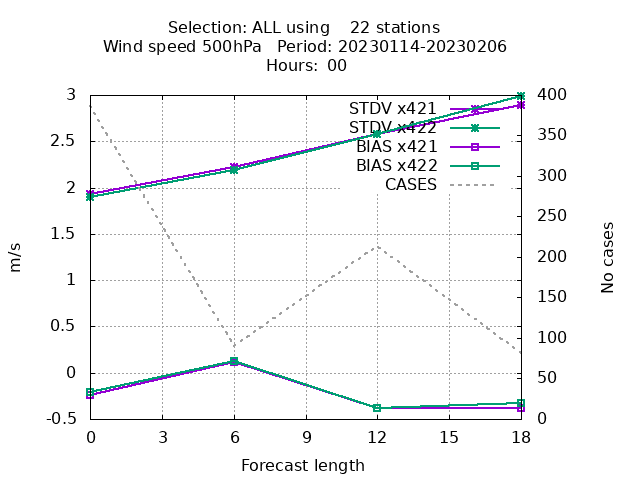 Selection: ALL using    22 stations
Wind speed 500hPa   Period: 20230114-20230206
Hours:  00
3
2.5
2
1.5
1
0.5
0
-0.5
m/s
STDV x421
STDV x422
BIAS x421
BIAS x422
CASES
400
350
300
250
200
150
100
50
0
No cases
0 3 6 9 12 15 18
Forecast length